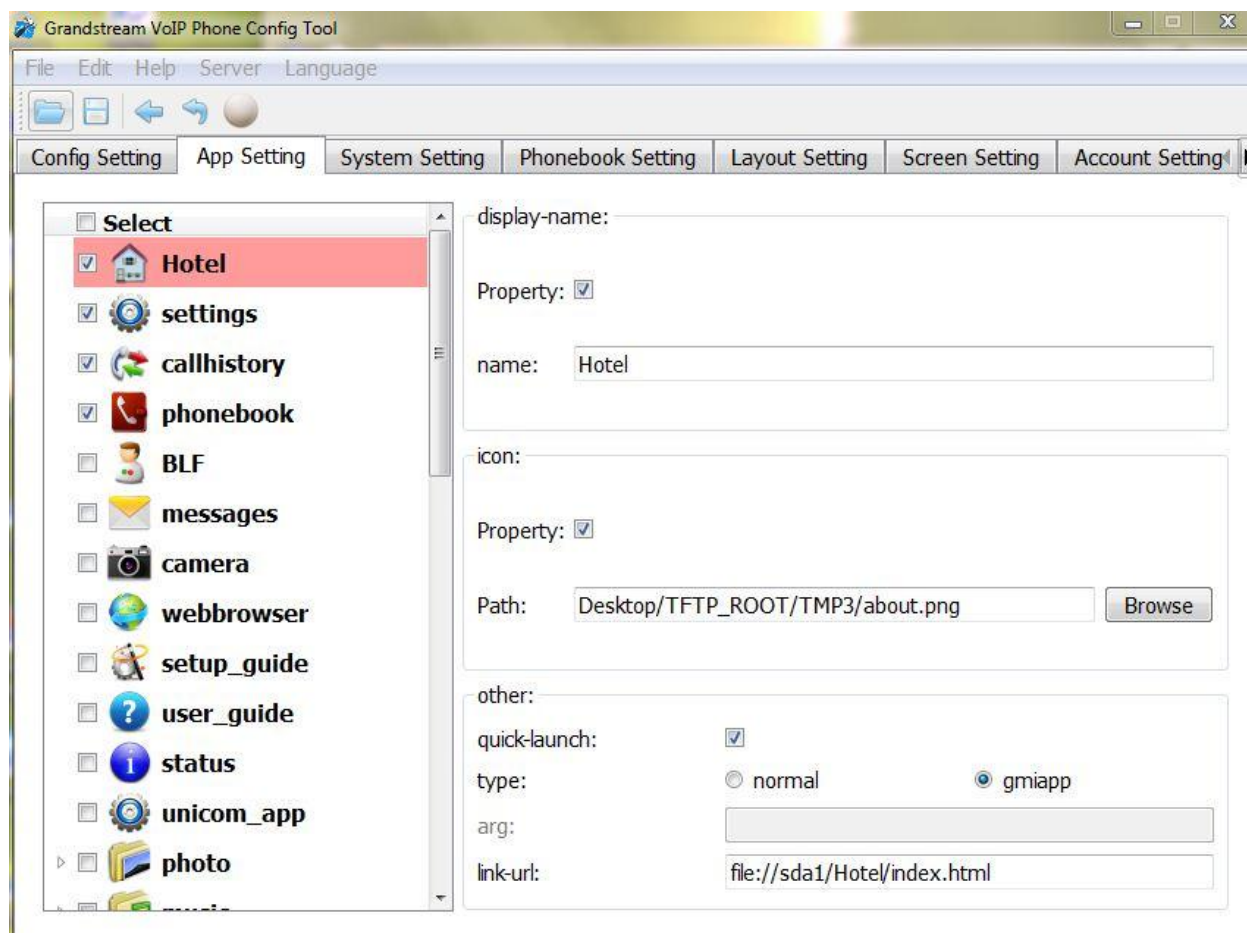 Grandstream VoIP Phone Config Tool
File Edit Help Server Language
Config Setting App Setting System Setting Phonebook Setting Layout Setting Screen Setting Account Setting
Select
Hotel
settings
callhistory
phonebook
BLF
messages
camera
webbrowser
setup_guide
user_guide
status
unicom_app
photo
display-name:
Property:
name: Hotel
icon:
Property:
Path: Desktop/TFTP_ROOT/TMP3/about.png Browse
other:
quick-launch:
type: normal gmiapp
arg:
link-url: file://sda1/Hotel/index.html